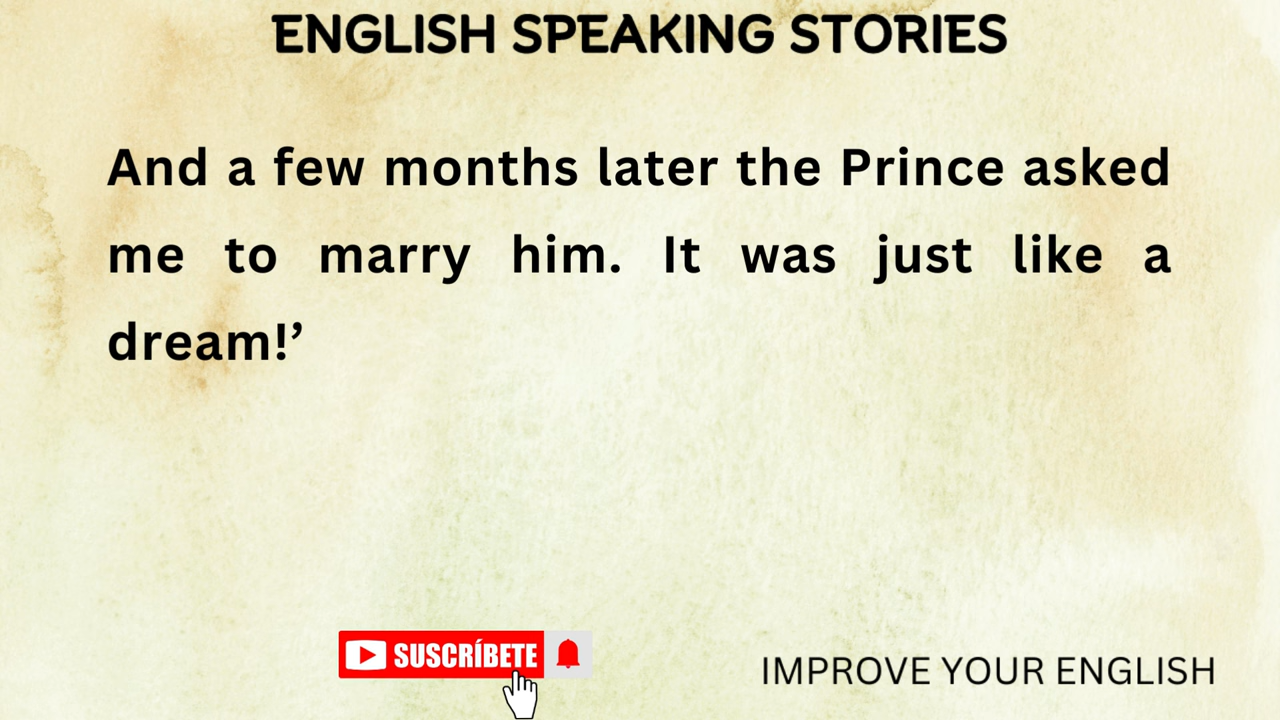 ENGLISH SPEAKING STORIES
And a few months later the Prince asked
me to marry him. It was just like a
dream!’
SUSCRÍBETE
IMPROVE YOUR ENGLISH